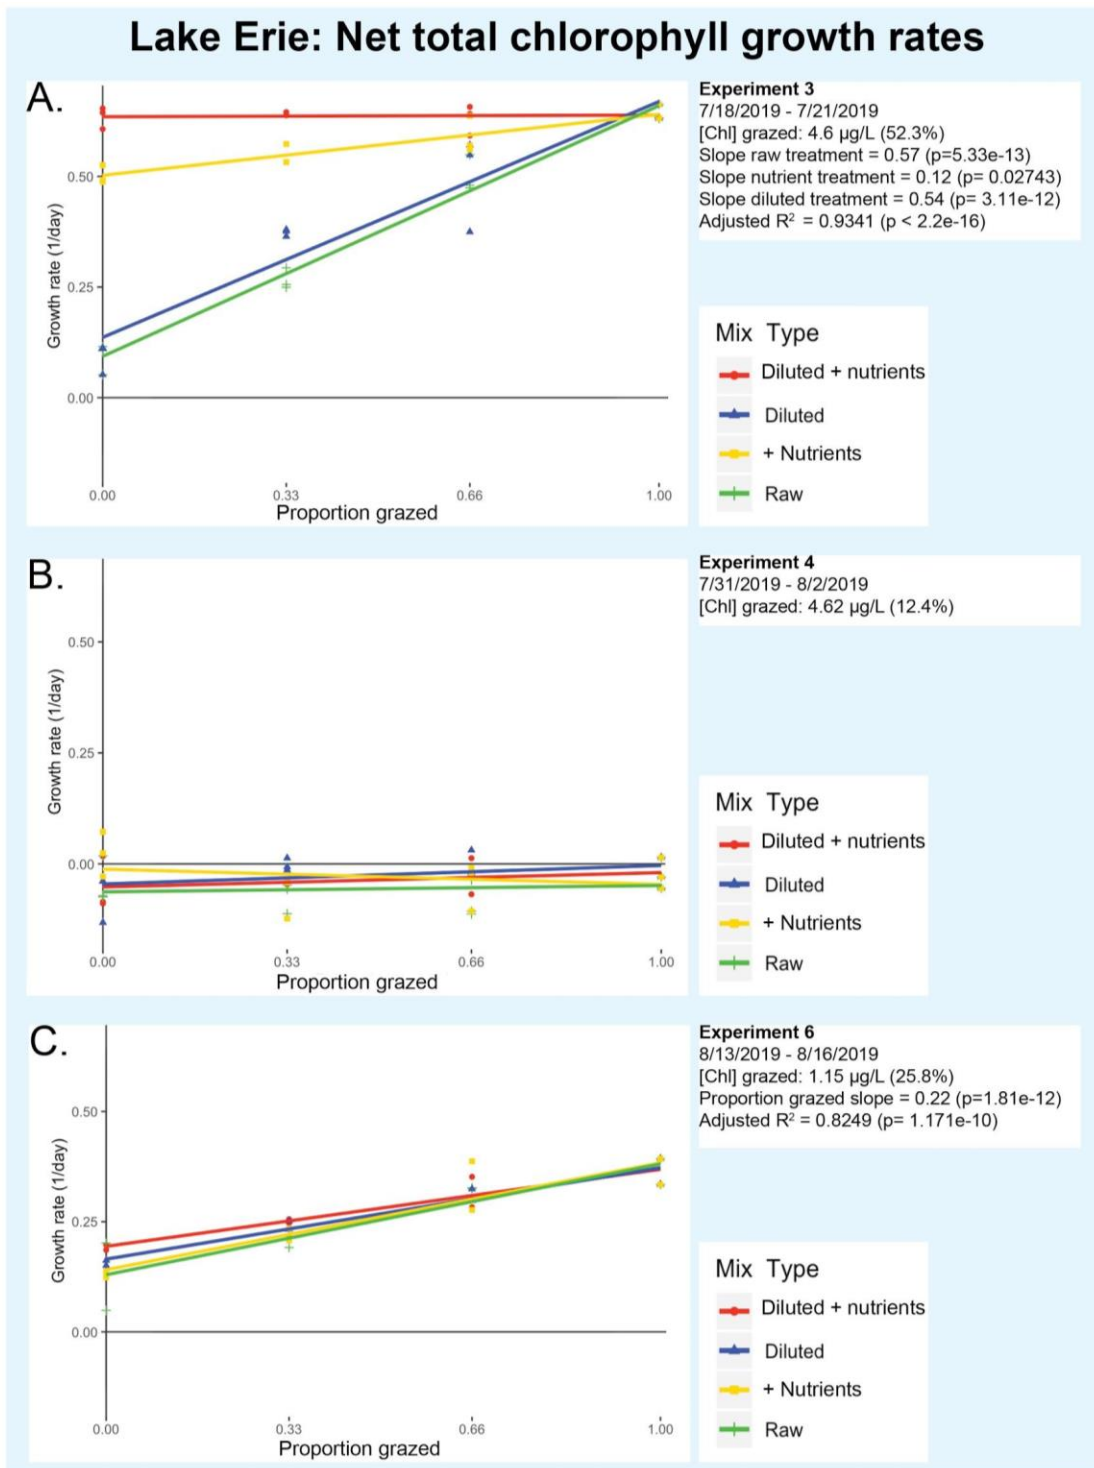 Lake Erie: Net total chlorophyll growth rates
A.
Growth rate (1/day)
0.50
0.25
0.00
0.00 0.33 0.66 1.00
Proportion grazed
Experiment 3
7/18/2019 - 7/21/2019
[Chl] grazed: 4.6 µg/L (52.3%)
Slope raw treatment = 0.57 (p=5.33e-13)
Slope nutrient treatment = 0.12 (p= 0.02743)
Slope diluted treatment = 0.54 (p= 3.11e-12)
Adjusted R² = 0.9341 (p < 2.2e-16)
Mix Type
Diluted + nutrients
Diluted
+ Nutrients
Raw
B.
Growth rate (1/day)
0.50
0.25
0.00
0.00 0.33 0.66 1.00
Proportion grazed
Experiment 4
7/31/2019 - 8/2/2019
[Chl] grazed: 4.62 µg/L (12.4%)
Mix Type
Diluted + nutrients
Diluted
+ Nutrients
Raw
C.
Growth rate (1/day)
0.50
0.25
0.00
0.00 0.33 0.66 1.00
Proportion grazed
Experiment 6
8/13/2019 - 8/16/2019
[Chl] grazed: 1.15 µg/L (25.8%)
Proportion grazed slope = 0.22 (p=1.81e-12)
Adjusted R² = 0.8249 (p= 1.171e-10)
Mix Type
Diluted + nutrients
Diluted
+ Nutrients
Raw